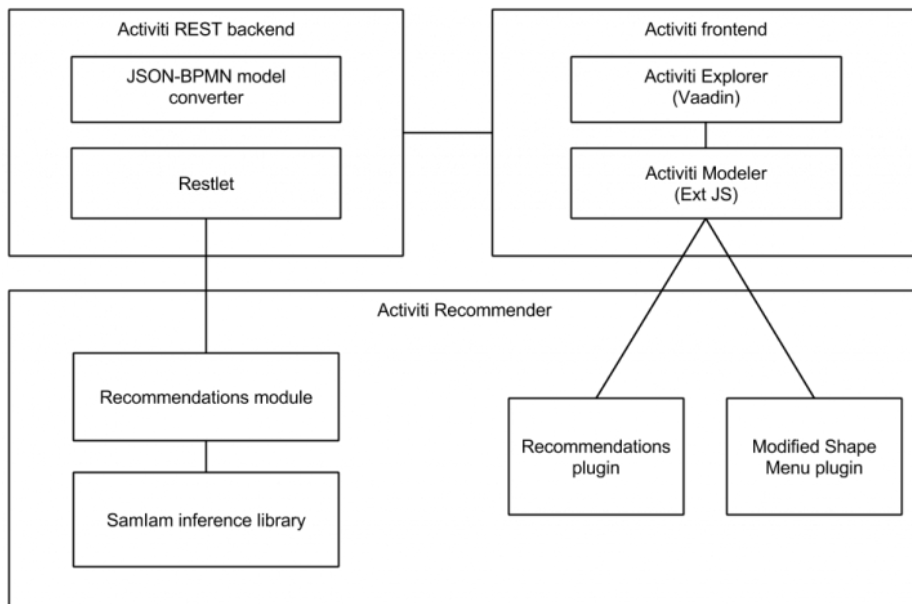 Activiti REST backend
JSON-BPMN model
converter
Restlet
Activiti frontend
Activiti Explorer
(Vaadin)
Activiti Modeler
(Ext JS)
Activiti Recommender
Recommendations module
SamIam inference library
Recommendations
plugin
Modified Shape
Menu plugin